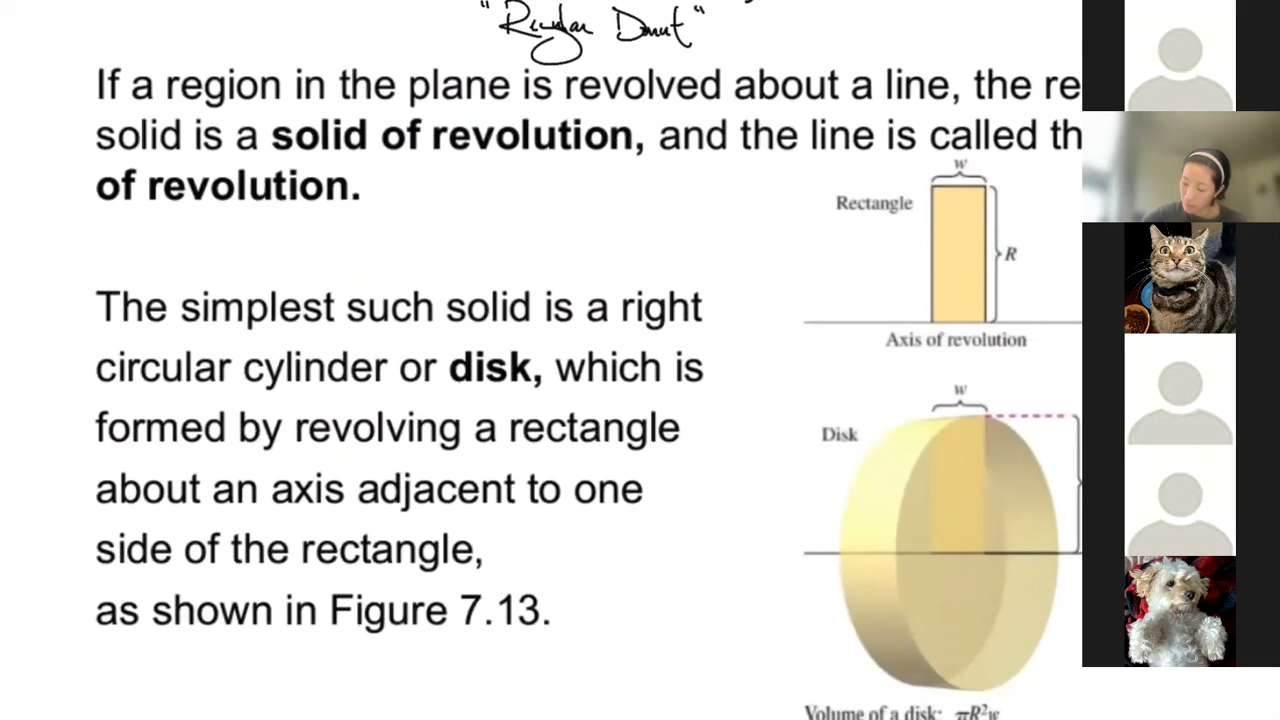 "Regular Donut"
If a region in the plane is revolved about a line, the re
solid is a solid of revolution, and the line is called th
of revolution.
w
Rectangle
R
Axis of revolution
The simplest such solid is a right
circular cylinder or disk, which is
formed by revolving a rectangle
about an axis adjacent to one
side of the rectangle,
as shown in Figure 7.13.
w
Disk
Volume of a disk: πR²w